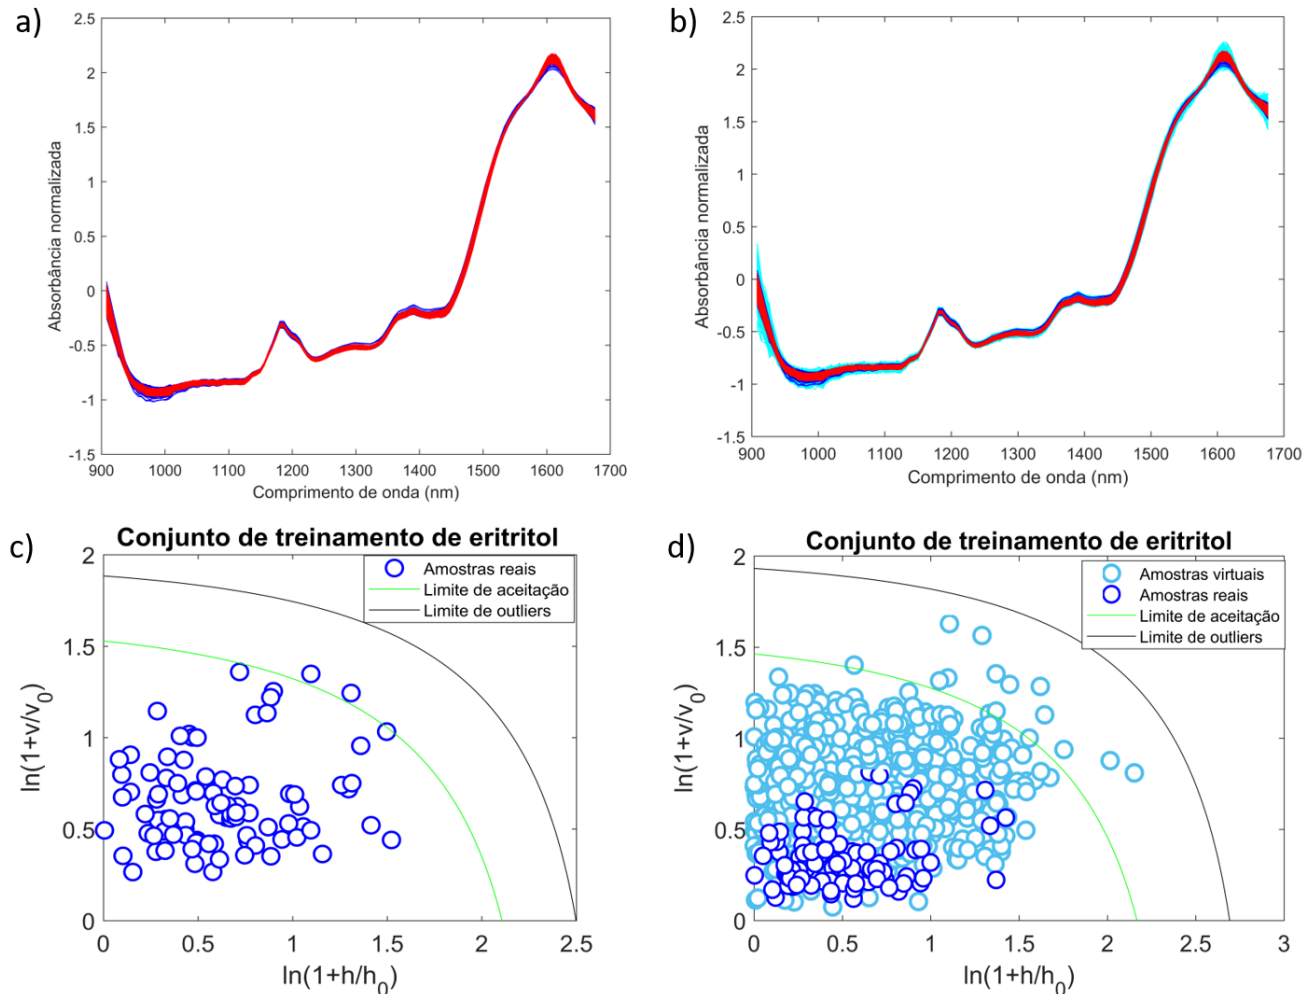 a)
2.5
2
1.5
1
0.5
0
-0.5
-1
-1.5
Absorbância normalizada
900 1000 1100 1200 1300 1400 1500 1600 1700
Comprimento de onda (nm)
b)
2.5
2
1.5
1
0.5
0
-0.5
-1
-1.5
Absorbância normalizada
900 1000 1100 1200 1300 1400 1500 1600 1700
Comprimento de onda (nm)
c)
Conjunto de treinamento de eritritol
Amostras reais
Limite de aceitação
Limite de outliers
2
1.5
1
0.5
0
ln(1+v/v0)
0 0.5 1 1.5 2 2.5
ln(1+h/h0)
d)
Conjunto de treinamento de eritritol
Amostras virtuais
Amostras reais
Limite de aceitação
Limite de outliers
2
1.5
1
0.5
0
ln(1+v/v0)
0 0.5 1 1.5 2 2.5 3
ln(1+h/h0)